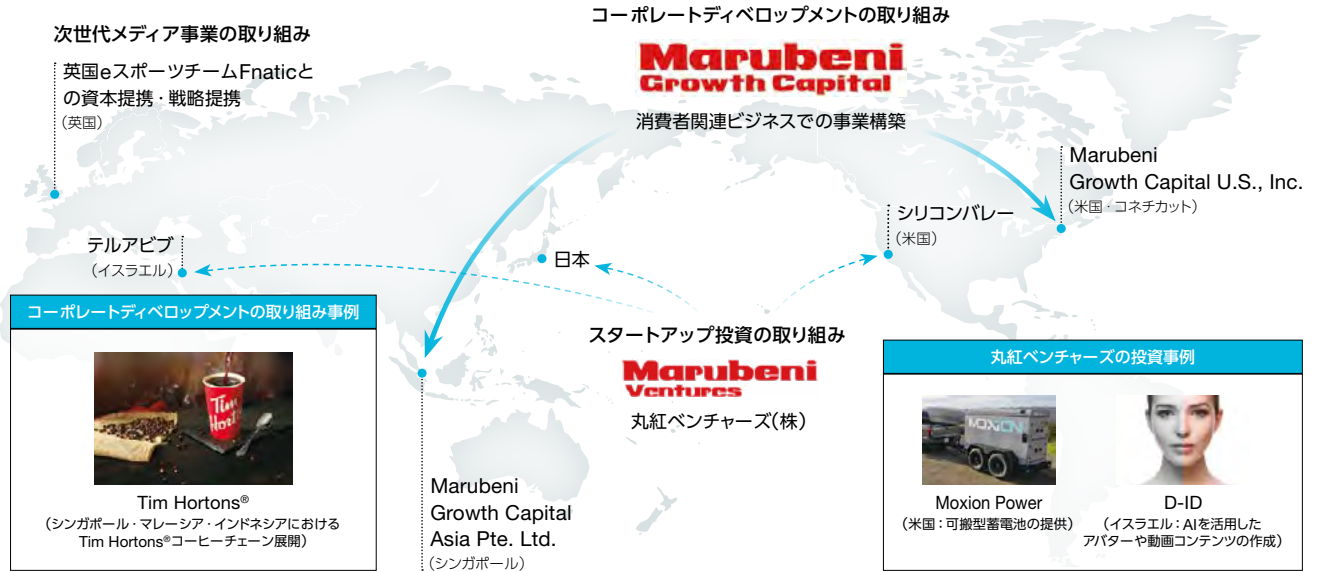 コーポレートディベロップメントの取り組み
Marubeni
Growth Capital
消費者関連ビジネスでの事業構築
次世代メディア事業の取り組み
英国eスポーツチームFnaticと
の資本提携・戦略提携
（英国）
Marubeni
Growth Capital U.S., Inc.
（米国・コネチカット）
シリコンバレー
（米国）
テルアビブ
（イスラエル）
日本
スタートアップ投資の取り組み
Marubeni
Ventures
丸紅ベンチャーズ（株）
コーポレートディベロップメントの取り組み事例
Tim
Hort
Tim Hortons®
（シンガポール・マレーシア・インドネシアにおける
Tim Hortons®コーヒーチェーン展開）
Marubeni
Growth Capital
Asia Pte. Ltd.
（シンガポール）
丸紅ベンチャーズの投資事例
MOXION
Moxion Power
（米国：可搬型蓄電池の提供）
D-ID
（イスラエル：AIを活用した
アバターや動画コンテンツの作成）